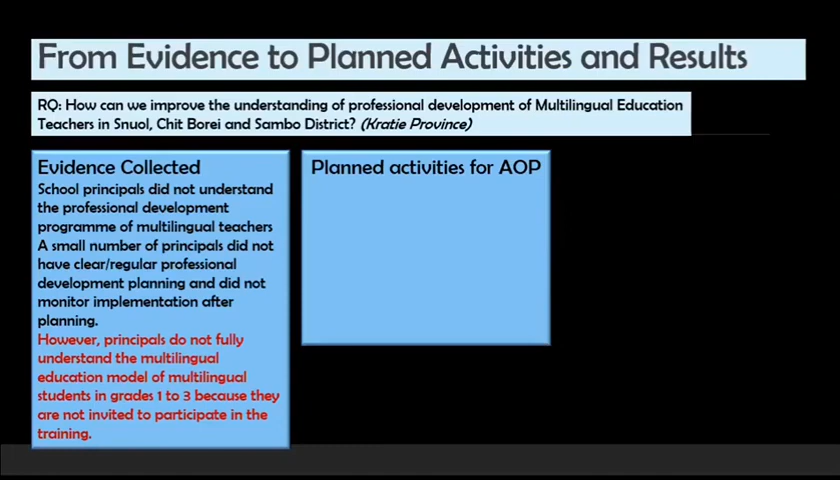 From Evidence to Planned Activities and Results
RQ: How can we improve the understanding of professional development of Multilingual Education
Teachers in Snuol, Chit Borei and Sambo District? (Kratie Province)
Evidence Collected
School principals did not understand
the professional development
programme of multilingual teachers
A small number of principals did not
have clear/regular professional
development planning and did not
monitor implementation after
planning.
However, principals do not fully
understand the multilingual
education model of multilingual
students in grades 1 to 3 because they
are not invited to participate in the
training.
Planned activities for AOP